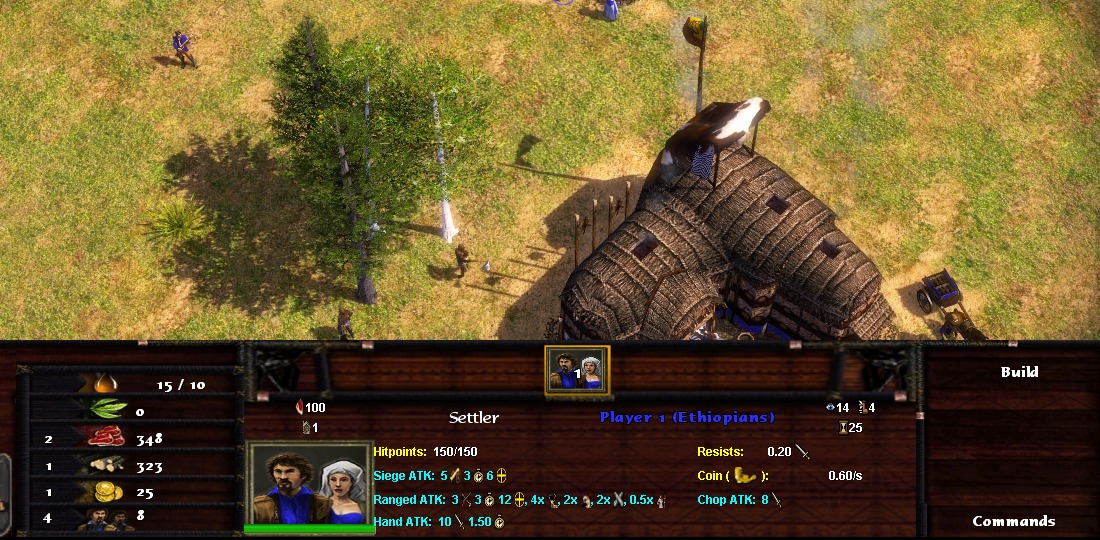 1
Build
15 / 10
0
2 348
1 323
1 25
4 8
100
1
Settler
Player 1 (Ethiopians)
14 4
25
Hitpoints: 150/150
Resists: 0.20
Siege ATK: 5 3 6
Coin ( ): 0.60/s
Ranged ATK: 3 3 12 , 4x , 2x , 2x , 0.5x
Chop ATK: 8
Hand ATK: 10 1.50
Commands